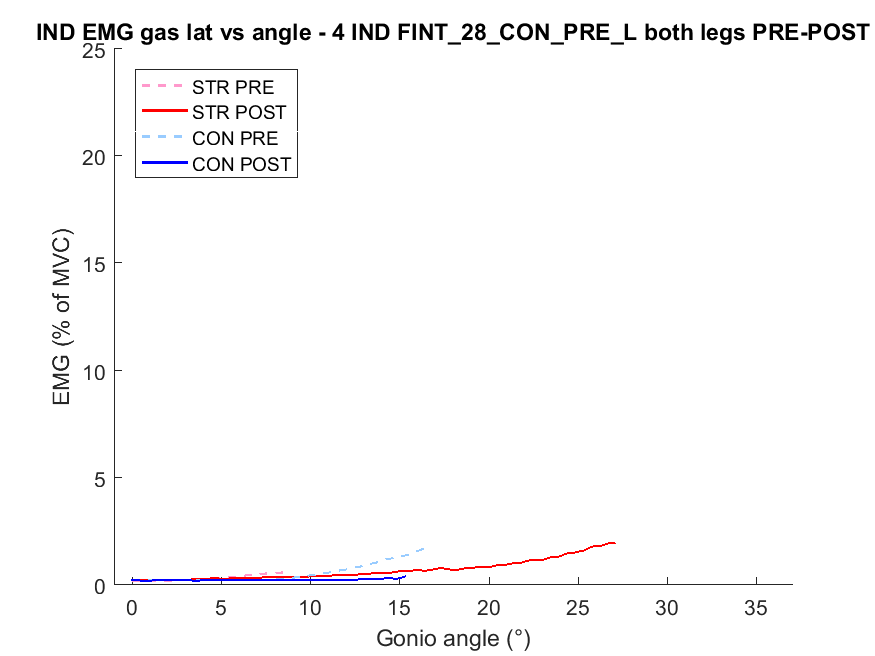 IND EMG gas lat vs angle - 4 IND FINT_28_CON_PRE_L both legs PRE-POST
25
20
15
10
5
0
EMG (% of MVC)
STR PRE
STR POST
CON PRE
CON POST
0 5 10 15 20 25 30 35
Gonio angle (°)